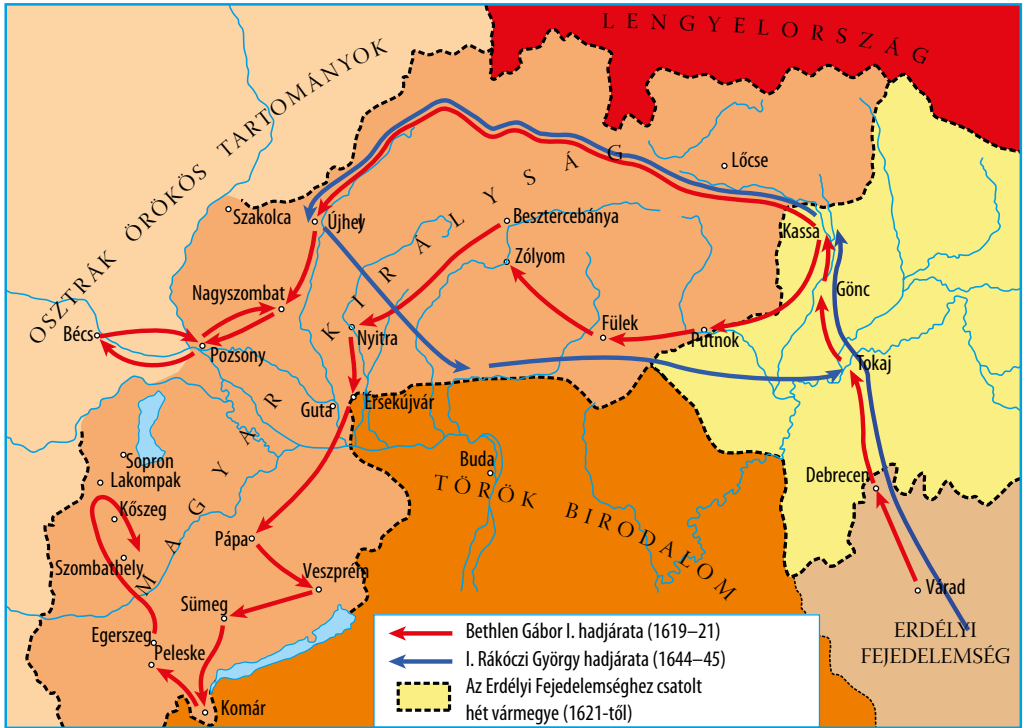 LENGYELORSZÁG
OSZTRÁK ÖRÖKÖS TARTOMÁNYOK
MAGYAR KIRÁLYSÁG
Lőcse
Szakolca
Újhely
Besztercebánya
Kassa
Zólyom
Nagyszombat
Gönc
Bécs
Pozsony
Nyitra
Fülek
Putnok
Tokaj
Guta
Érsekújvár
Buda
TÖRÖK BIRODALOM
Debrecen
Sopron
Lakompak
Kőszeg
Pápa
Szombathely
Veszprém
Várad
Sümeg
Egerszeg
Peleske
Komár
ERDÉLYI
FEJEDELEMSÉG
Bethlen Gábor I. hadjárata (1619–21)
I. Rákóczi György hadjárata (1644–45)
Az Erdélyi Fejedelemséghez csatolt
hét vármegye (1621-től)